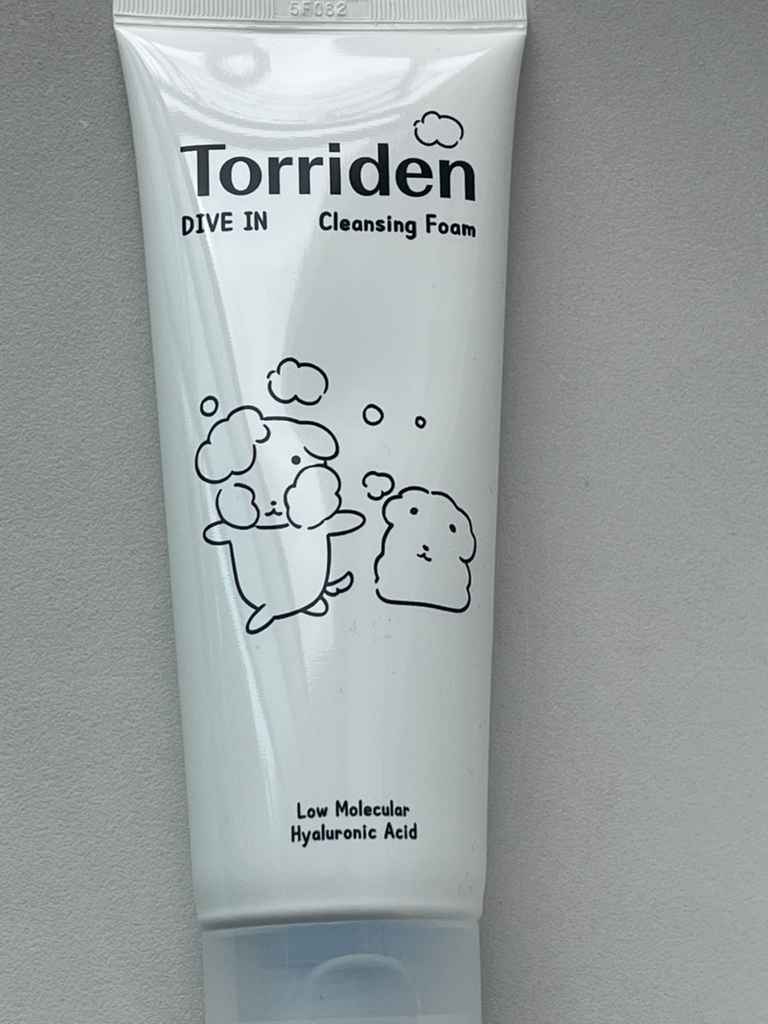 5F062
Torriden
DIVE IN Cleansing Foam
Low Molecular
Hyaluronic Acid